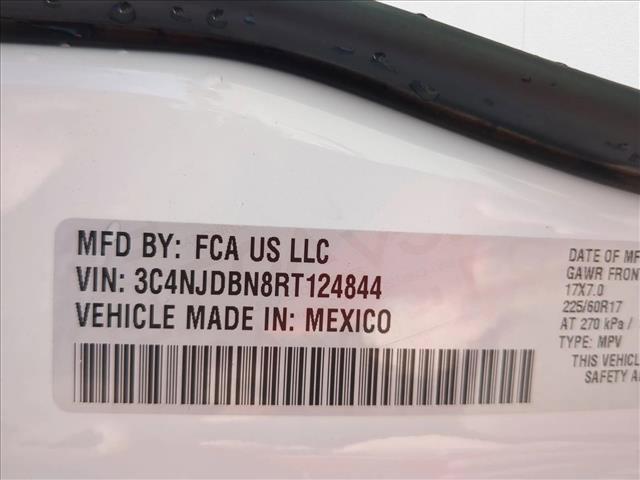 MFD BY: FCA US LLC
VIN: 3C4NJDBN8RT124844
VEHICLE MADE IN: MEXICO
DATE OF MF
GAWR FRONT
17X7.0
225/60R17
AT 270 kPa /
TYPE: MPV
THIS VEHICL
SAFETY A